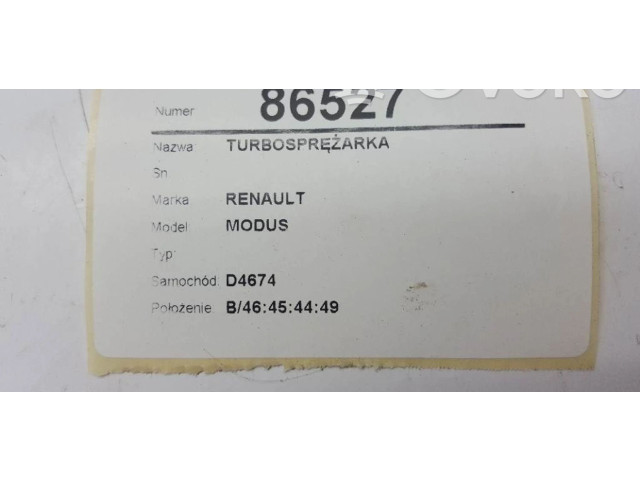 Numer 86527
Nazwa TURBOSPRĘŻARKA
Sn
Marka RENAULT
Model MODUS
Typ:
Samochód: D4674
Położenie: B/46:45:44:49